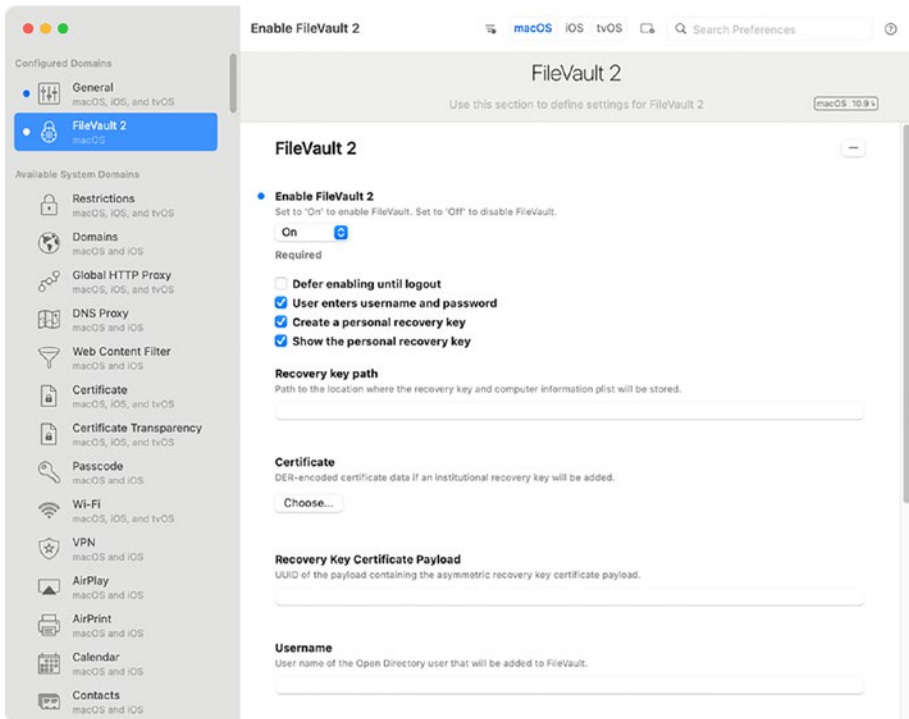 Enable FileVault 2
macOS
iOS
tvOS
Search Preferences
Configured Domains
General
macOS, iOS, and tvOS
FileVault 2
macOS
Available System Domains
Restrictions
macOS, iOS, and tvOS
Domains
macOS and iOS
Global HTTP Proxy
macOS, iOS, and tvOS
DNS Proxy
macOS and iOS
Web Content Filter
macOS and iOS
Certificate
macOS, iOS, and tvOS
Certificate Transparency
macOS, iOS, and tvOS
Passcode
macOS and iOS
Wi-Fi
macOS, iOS, and tvOS
VPN
macOS and iOS
AirPlay
macOS and iOS
AirPrint
macOS and iOS
Calendar
macOS and iOS
Contacts
macOS and iOS
FileVault 2
Use this section to define settings for FileVault 2
macOS 10.9
FileVault 2
Enable FileVault 2
Set to 'On' to enable FileVault. Set to 'Off' to disable FileVault.
On
Required
Defer enabling until logout
User enters username and password
Create a personal recovery key
Show the personal recovery key
Recovery key path
Path to the location where the recovery key and computer information plist will be stored.
Certificate
DER-encoded certificate data if an institutional recovery key will be added.
Choose...
Recovery Key Certificate Payload
UUID of the payload containing the asymmetric recovery key certificate payload.
Username
User name of the Open Directory user that will be added to FileVault.